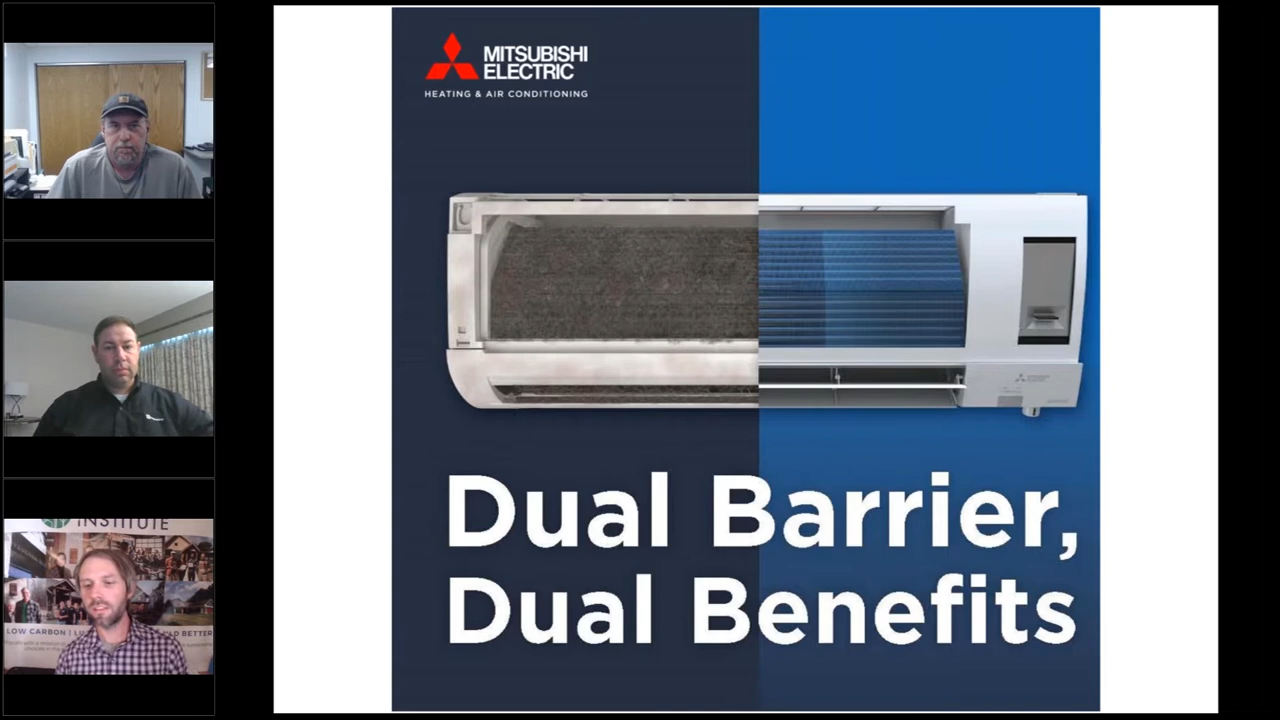 MITSUBISHI
ELECTRIC
HEATING & AIR CONDITIONING
Dual Barrier,
Dual Benefits
INSTITUTE
LOW CARBON